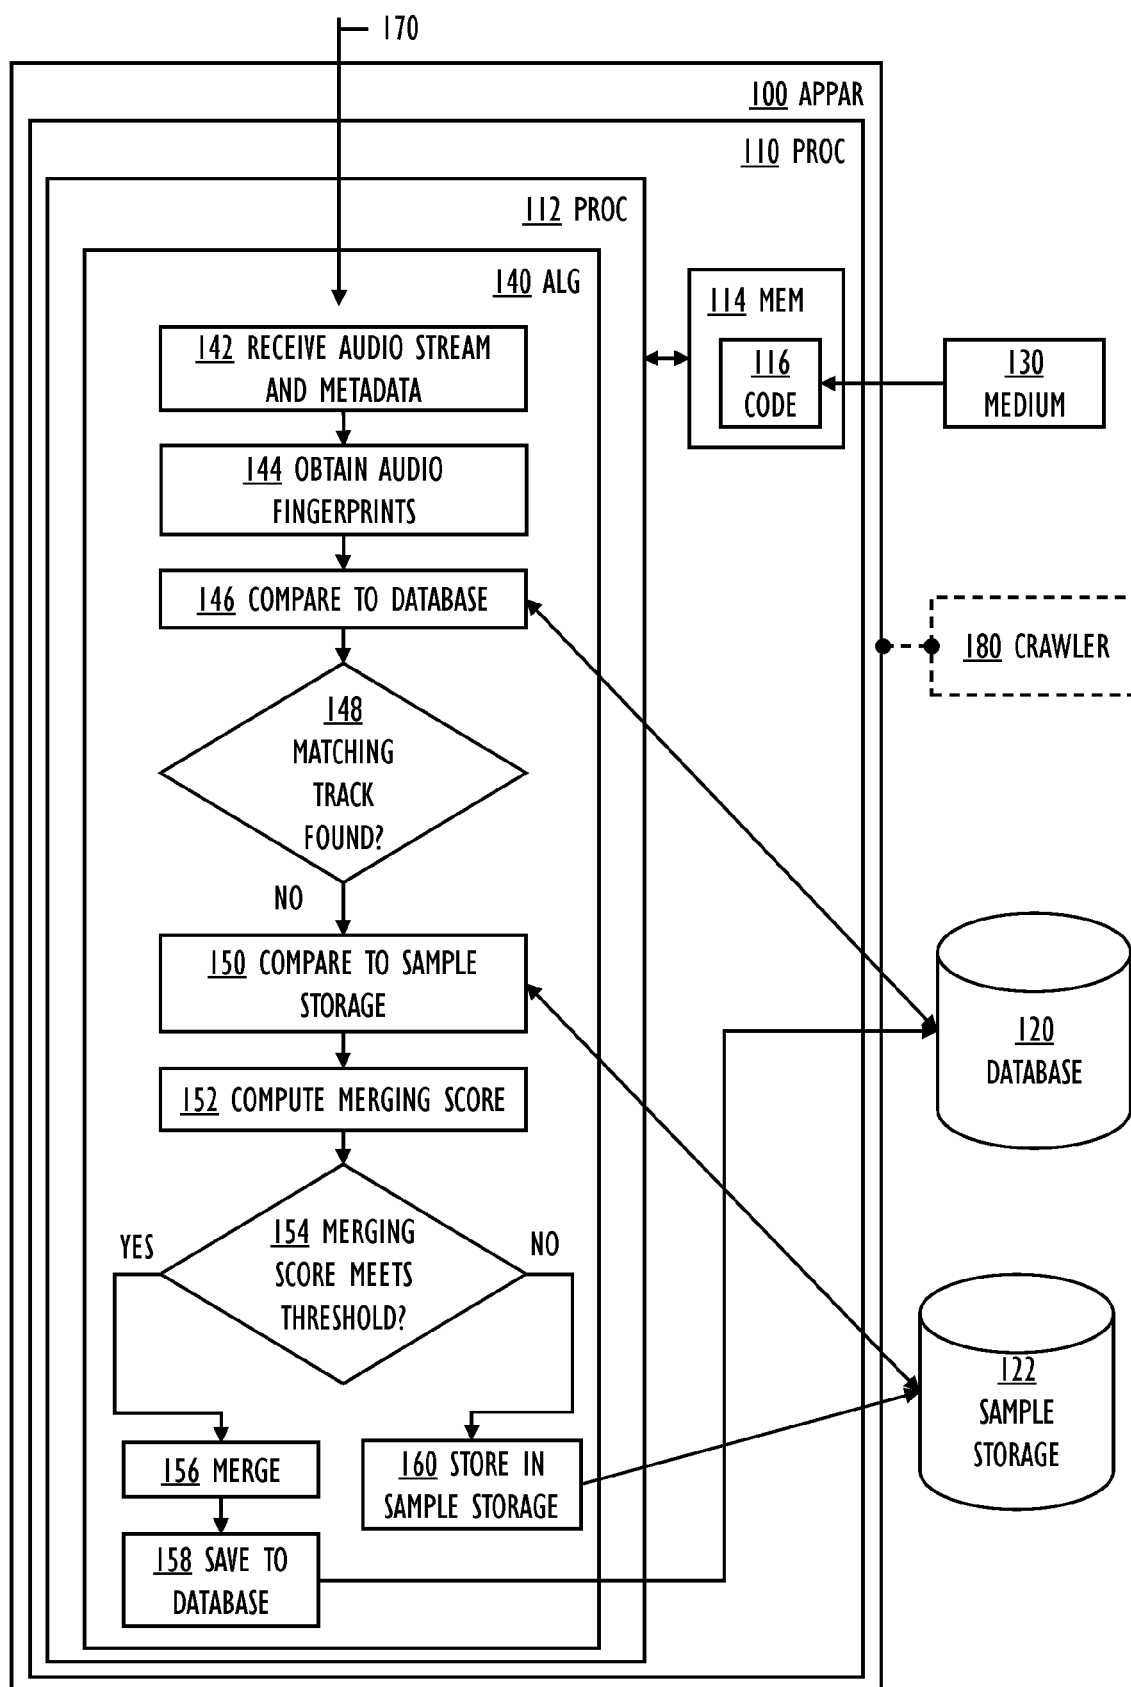 170
100 APPAR
110 PROC
112 PROC
140 ALG
142 RECEIVE AUDIO STREAM
AND METADATA
114 MEM
116
CODE
130
MEDIUM
144 OBTAIN AUDIO
FINGERPRINTS
146 COMPARE TO DATABASE
180 CRAWLER
148
MATCHING
TRACK
FOUND?
NO
150 COMPARE TO SAMPLE
STORAGE
120
DATABASE
152 COMPUTE MERGING SCORE
154 MERGING
SCORE MEETS
THRESHOLD?
YES
NO
122
SAMPLE
STORAGE
156 MERGE
160 STORE IN
SAMPLE STORAGE
158 SAVE TO
DATABASE